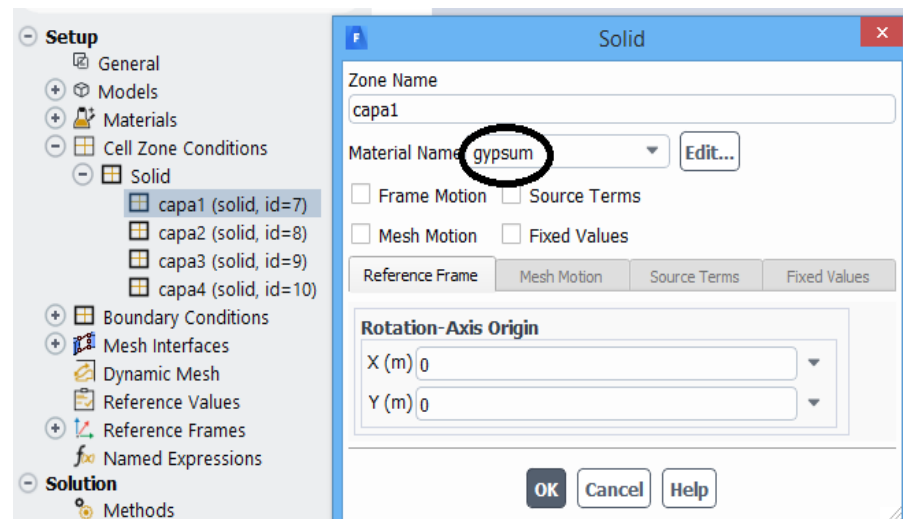 Setup
General
Models
Materials
Cell Zone Conditions
Solid
capa1 (solid, id=7)
capa2 (solid, id=8)
capa3 (solid, id=9)
capa4 (solid, id=10)
Boundary Conditions
Mesh Interfaces
Dynamic Mesh
Reference Values
Reference Frames
Named Expressions
Solution
Methods
Solid
Zone Name
capa1
Material Name gypsum Edit...
Frame Motion Source Terms
Mesh Motion Fixed Values
Reference Frame Mesh Motion Source Terms Fixed Values
Rotation-Axis Origin
X (m) 0
Y (m) 0
OK Cancel Help